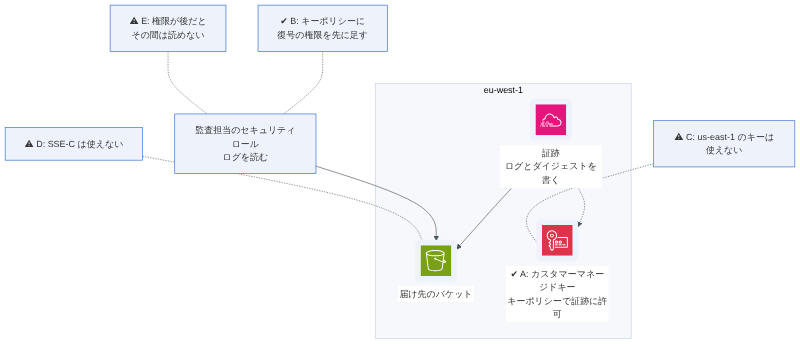 ⚠ E: 権限が後だと
その間は読めない
✔ B: キーポリシーに
復号の権限を先に足す
eu-west-1
監査担当のセキュリティ
ロール
ログを読む
⚠ D: SSE-C は使えない
証跡
ログとダイジェストを
書く
⚠ C: us-east-1 のキーは
使えない
届け先のバケット
✔ A: カスタマーマネー
ジドキー
キーポリシーで証跡に許
可